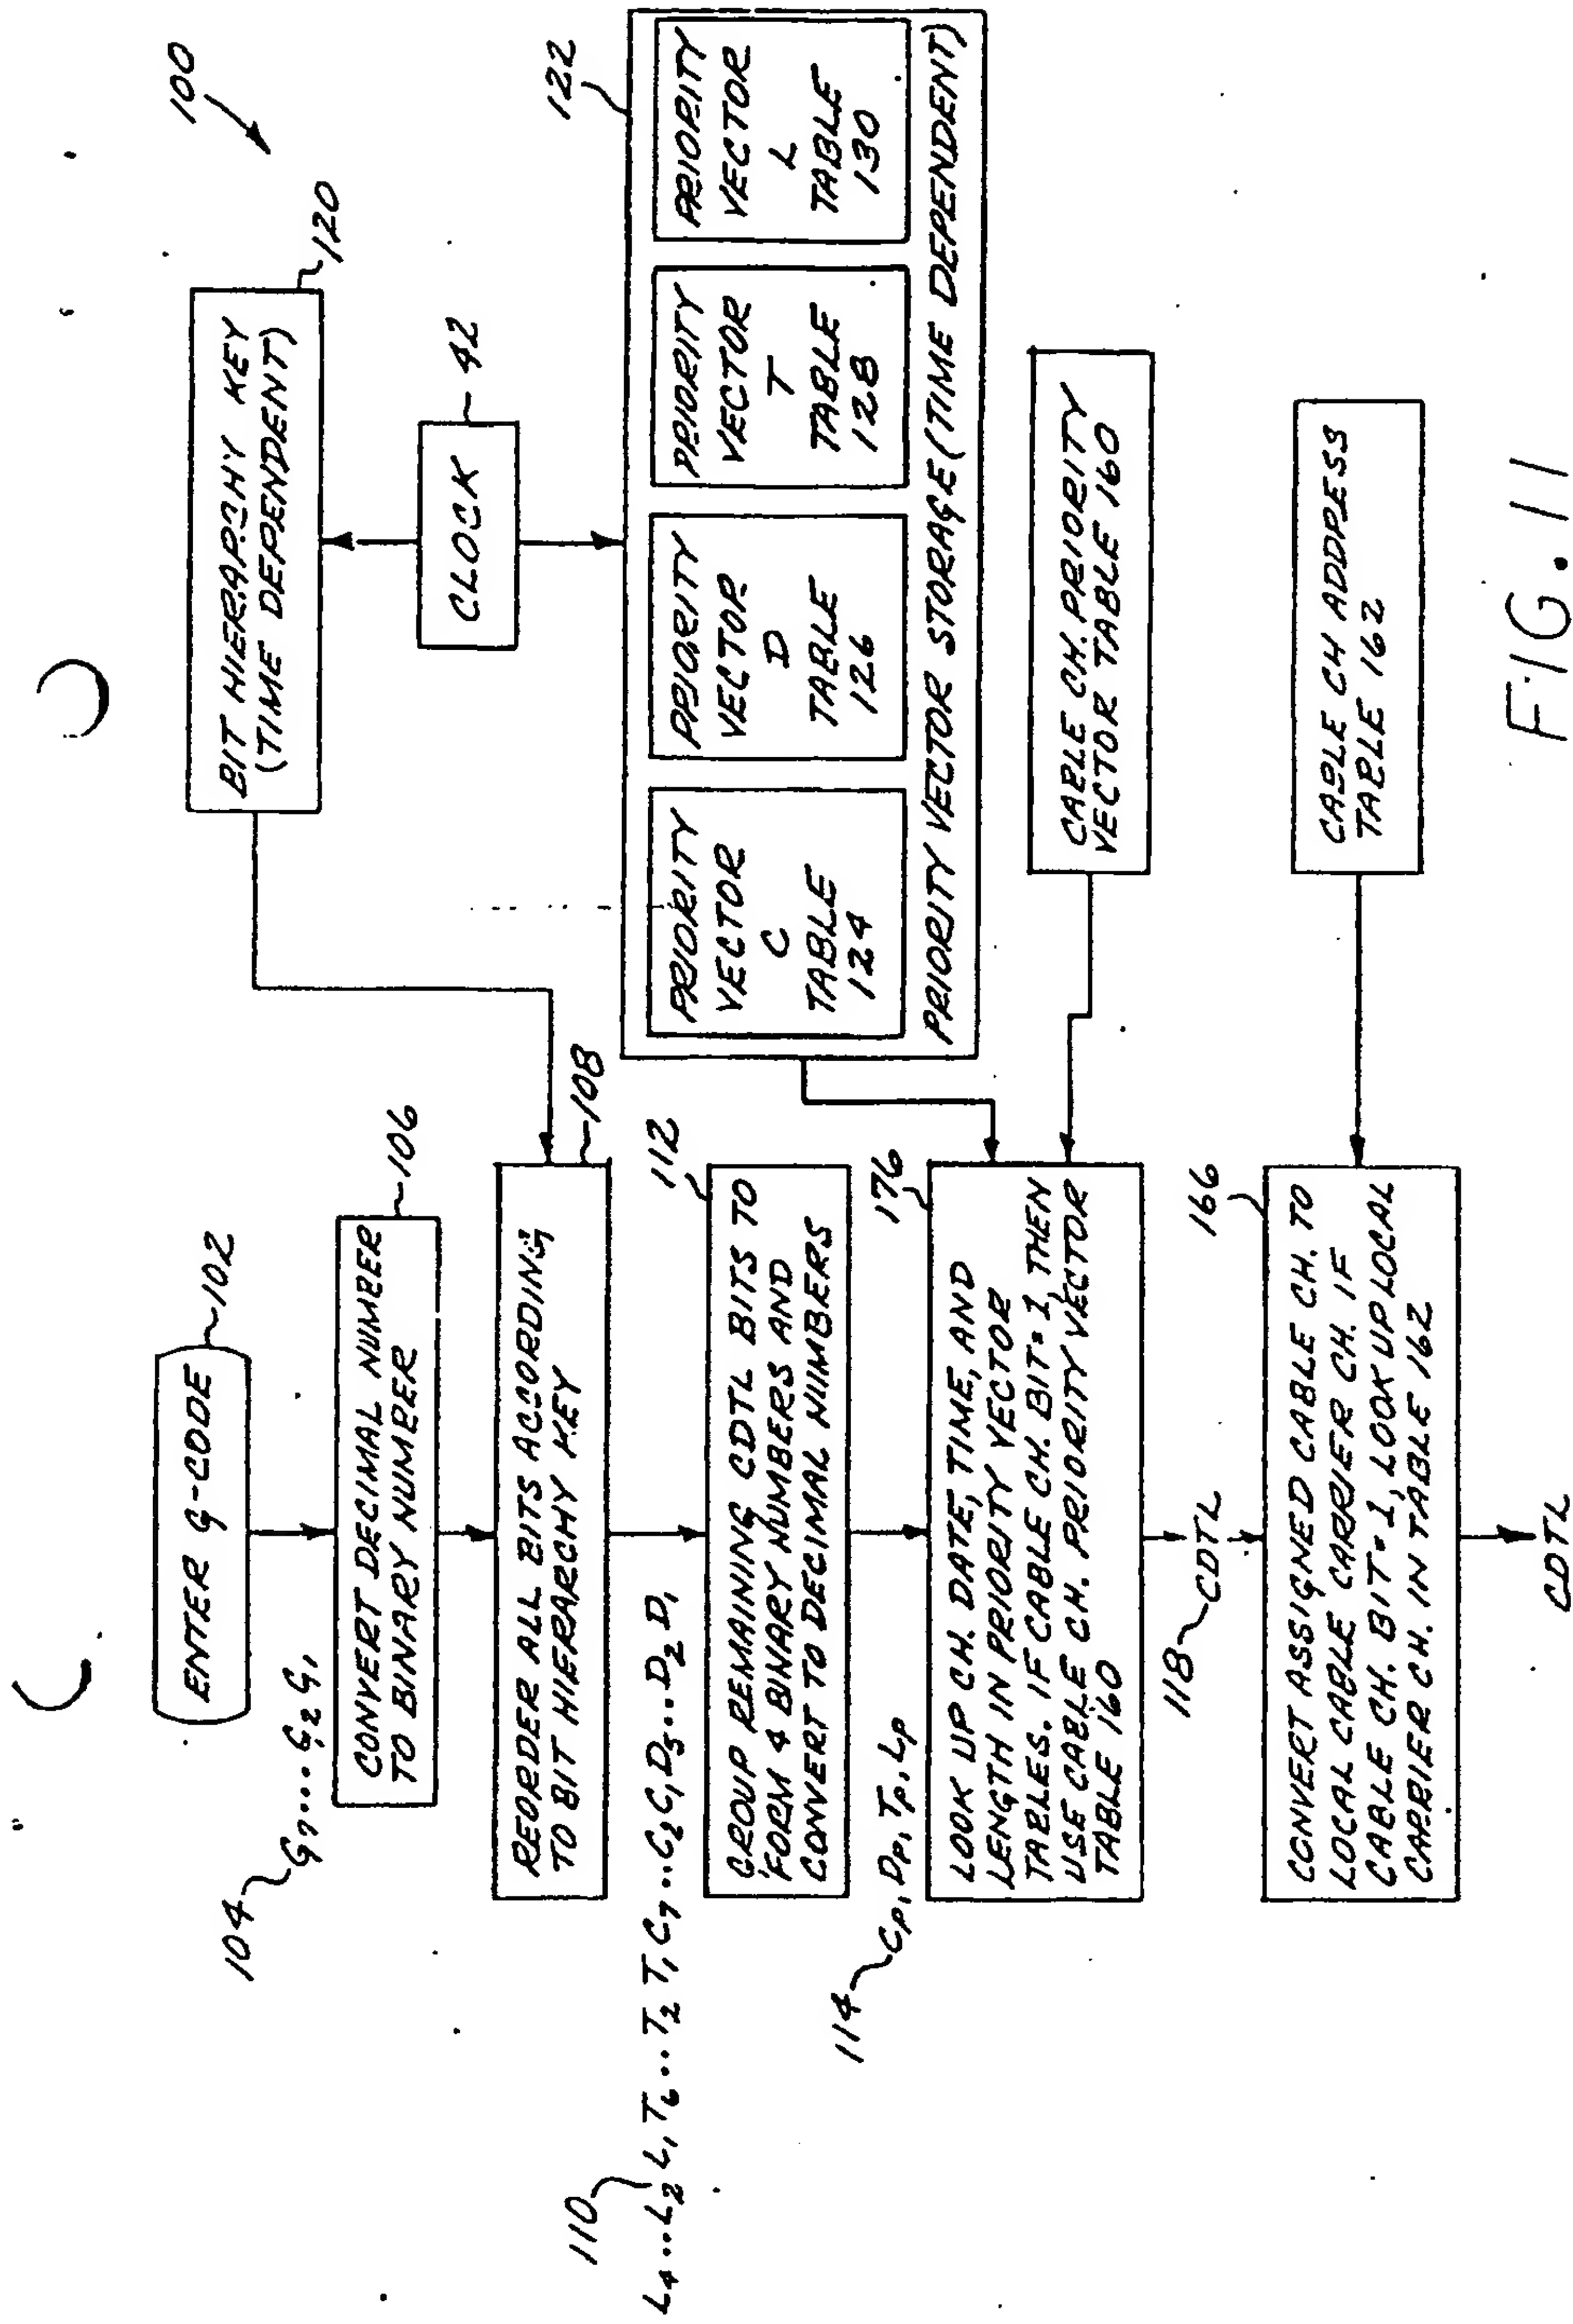 100
ENTER G-CODE
102
104
G7...G2 G1
CONVERT DECIMAL NUMBER
TO BINARY NUMBER
106
BIT HIERARCHY KEY
(TIME DEPENDENT)
120
CLOCK
42
REORDER ALL BITS ACCORDING
TO BIT HIERARCHY KEY
108
110
L4...L2 L1 T6...T2 T1 C7...C2 C1 D5...D2 D1
GROUP REMAINING CDTL BITS TO
FORM 4 BINARY NUMBERS AND
CONVERT TO DECIMAL NUMBERS
112
122
PRIORITY
VECTOR
C
TABLE
124
PRIORITY
VECTOR
D
TABLE
126
PRIORITY
VECTOR
T
TABLE
128
PRIORITY
VECTOR
L
TABLE
130
PRIORITY VECTOR STORAGE (TIME DEPENDENT)
114
CP, DP, TP, LP
LOOK UP CH. DATE, TIME, AND
LENGTH IN PRIORITY VECTOR
TABLES. IF CABLE CH. BIT=1, THEN
USE CABLE CH. PRIORITY VECTOR
TABLE 160
176
CABLE CH. PRIORITY
VECTOR TABLE 160
118
CDTL
CONVERT ASSIGNED CABLE CH. TO
LOCAL CABLE CARRIER CH. IF
CABLE CH. BIT=1, LOOK UP LOCAL
CARRIER CH. IN TABLE 162
166
CABLE CH ADDRESS
TABLE 162
CDTL
FIG. 11